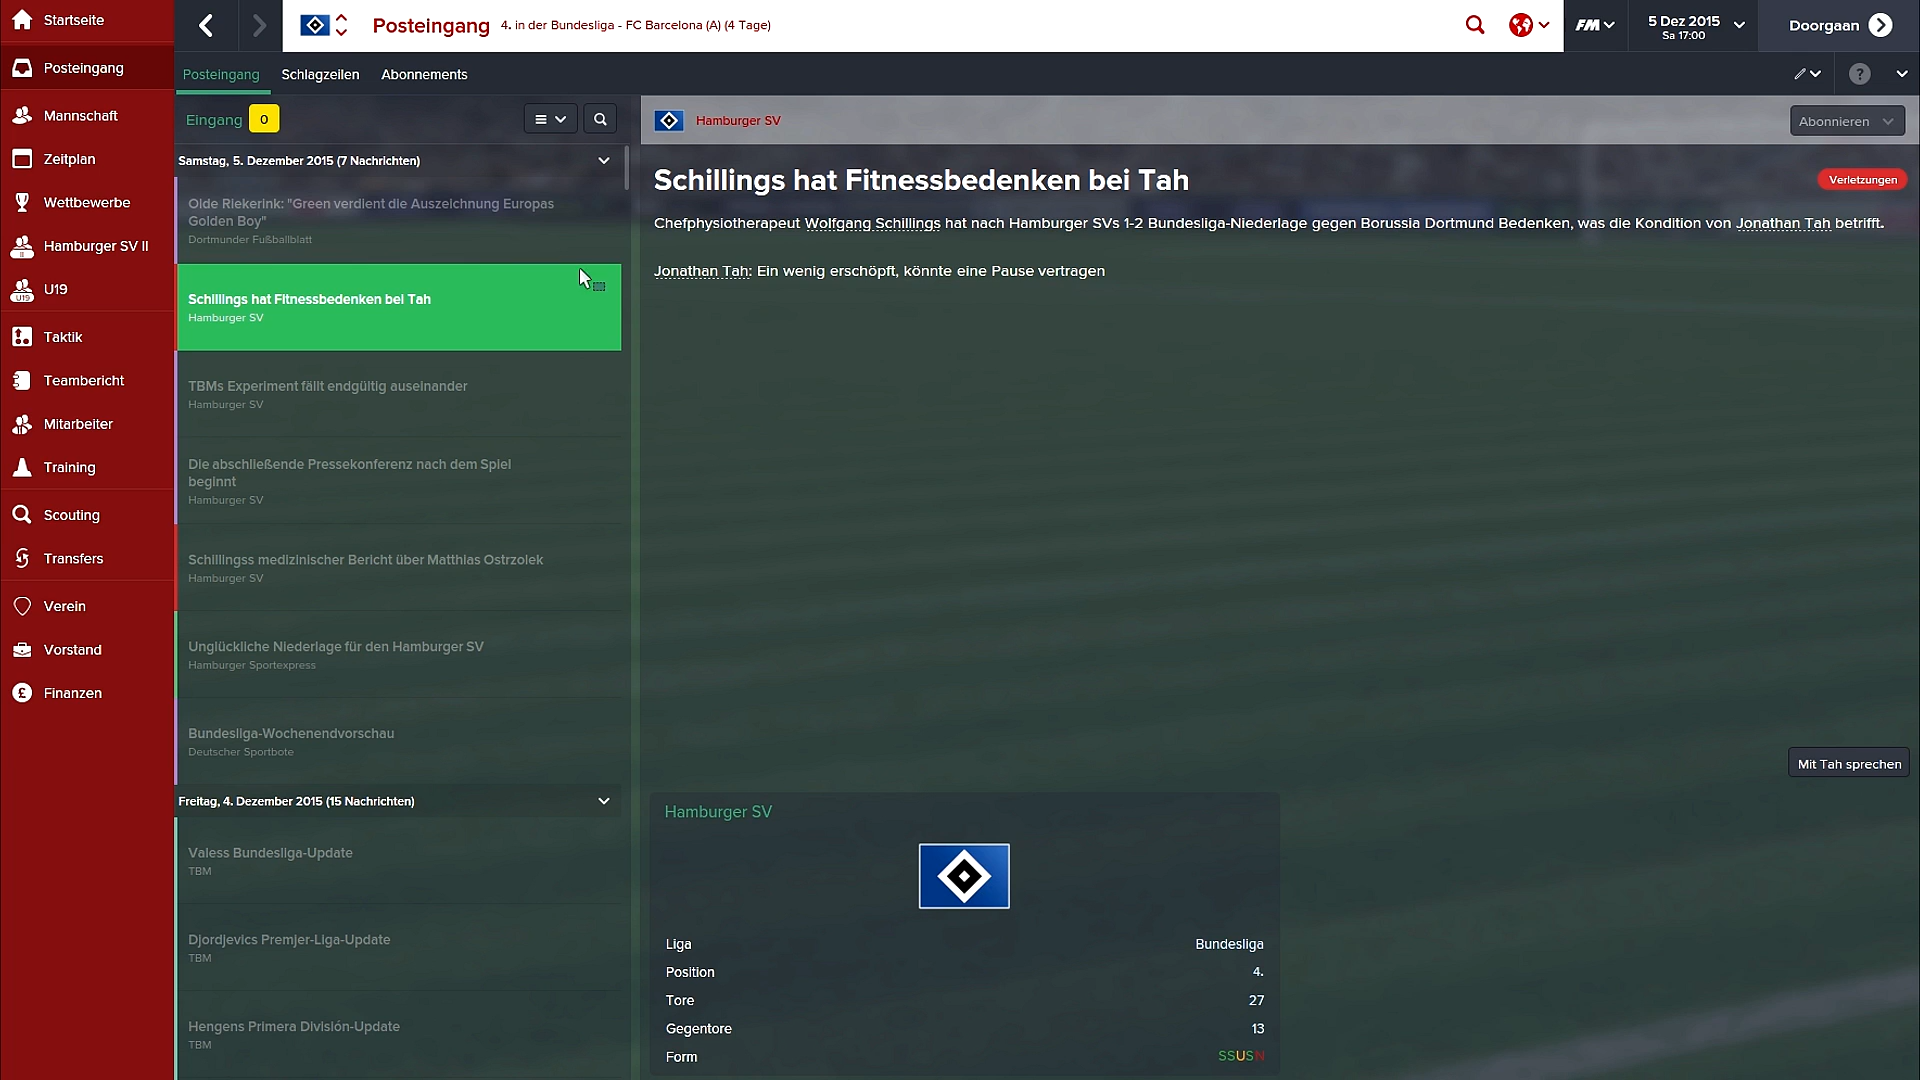 Startseite
Posteingang
Mannschaft
Zeitplan
Wettbewerbe
Hamburger SV II
U19
Taktik
Teambericht
Mitarbeiter
Training
Scouting
Transfers
Verein
Vorstand
Finanzen
Posteingang 4. in der Bundesliga - FC Barcelona (A) (4 Tage)
FM
5 Dez 2015
Sa 17:00
Doorgaan
Posteingang Schlagzeilen Abonnements
?
Eingang 0
Samstag, 5. Dezember 2015 (7 Nachrichten)
Olde Riekerink: "Green verdient die Auszeichnung Europas
Golden Boy"
Dortmunder Fußballblatt
Schillings hat Fitnessbedenken bei Tah
Hamburger SV
TBMs Experiment fällt endgültig auseinander
Hamburger SV
Die abschließende Pressekonferenz nach dem Spiel
beginnt
Hamburger SV
Schillingss medizinischer Bericht über Matthias Ostrzolek
Hamburger SV
Unglückliche Niederlage für den Hamburger SV
Hamburger Sportexpress
Bundesliga-Wochenendvorschau
Deutscher Sportbote
Freitag, 4. Dezember 2015 (15 Nachrichten)
Valess Bundesliga-Update
TBM
Djordjevics Premjer-Liga-Update
TBM
Hengens Primera División-Update
TBM
Hamburger SV
Abonnieren
Schillings hat Fitnessbedenken bei Tah
Verletzungen
Chefphysiotherapeut Wolfgang Schillings hat nach Hamburger SVs 1-2 Bundesliga-Niederlage gegen Borussia Dortmund Bedenken, was die Kondition von Jonathan Tah betrifft.
Jonathan Tah: Ein wenig erschöpft, könnte eine Pause vertragen
Mit Tah sprechen
Hamburger SV
Liga Bundesliga
Position 4.
Tore 27
Gegentore 13
Form SSUSN